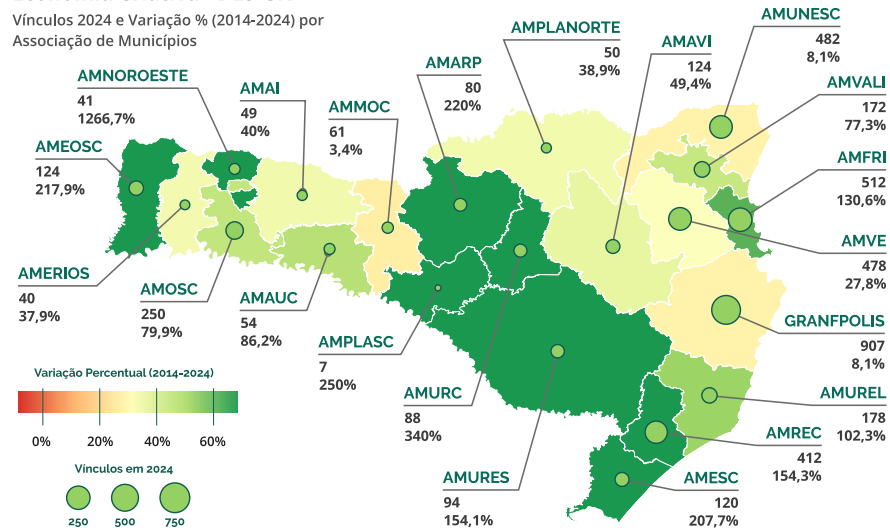 Vínculos 2024 e Variação % (2014-2024) por
Associação de Municípios
AMNOROESTE
41
1266,7%
AMEOSC
124
217,9%
AMERIOS
40
37,9%
AMOSC
250
79,9%
AMAI
49
40%
AMAUC
54
86,2%
AMMOC
61
3,4%
AMARP
80
220%
AMPLASC
7
250%
AMURC
88
340%
AMURES
94
154,1%
AMPLANORTE
50
38,9%
AMAVI
124
49,4%
AMUNESC
482
8,1%
AMVALI
172
77,3%
AMFRI
512
130,6%
AMVE
478
27,8%
GRANFPOLIS
907
8,1%
AMUREL
178
102,3%
AMREC
412
154,3%
AMESC
120
207,7%
Variação Percentual (2014-2024)
0%
20%
40%
60%
Vínculos em 2024
250
500
750